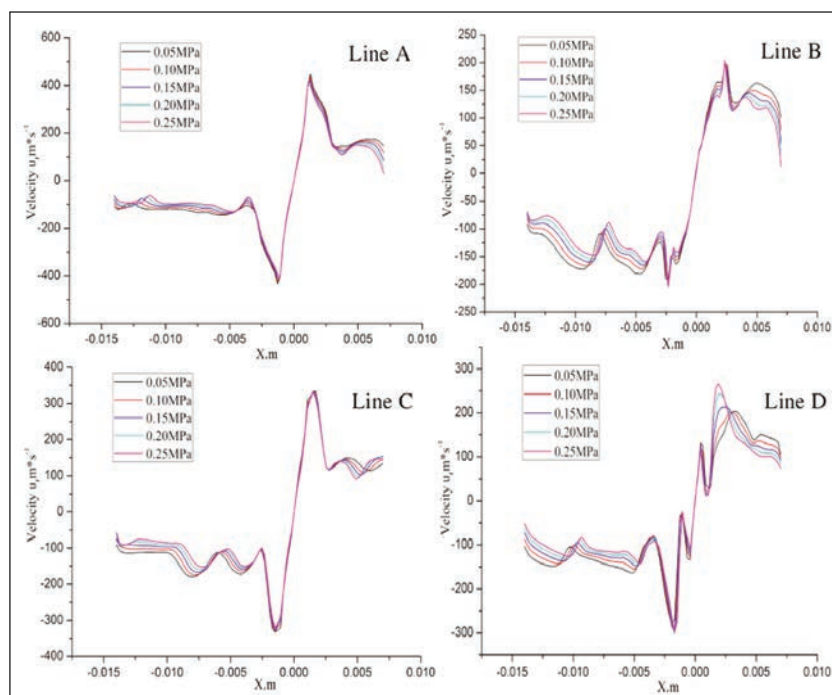 Line A
0.05MPa
0.10MPa
0.15MPa
0.20MPa
0.25MPa
Velocity u,m*s-1
600
400
200
0
-200
-400
-600
-0.015 -0.010 -0.005 0.000 0.005 0.010
X.m
Line B
0.05MPa
0.10MPa
0.15MPa
0.20MPa
0.25MPa
Velocity u,m*s-1
250
200
150
100
50
0
-50
-100
-150
-200
-250
-0.015 -0.010 -0.005 0.000 0.005 0.010
X.m
Line C
0.05MPa
0.10MPa
0.15MPa
0.20MPa
0.25MPa
Velocity u,m*s-1
400
300
200
100
0
-100
-200
-300
-400
-0.015 -0.010 -0.005 0.000 0.005 0.010
X.m
Line D
0.05MPa
0.10MPa
0.15MPa
0.20MPa
0.25MPa
Velocity u,m*s-1
300
200
100
0
-100
-200
-300
-0.015 -0.010 -0.005 0.000 0.005 0.010
X.m